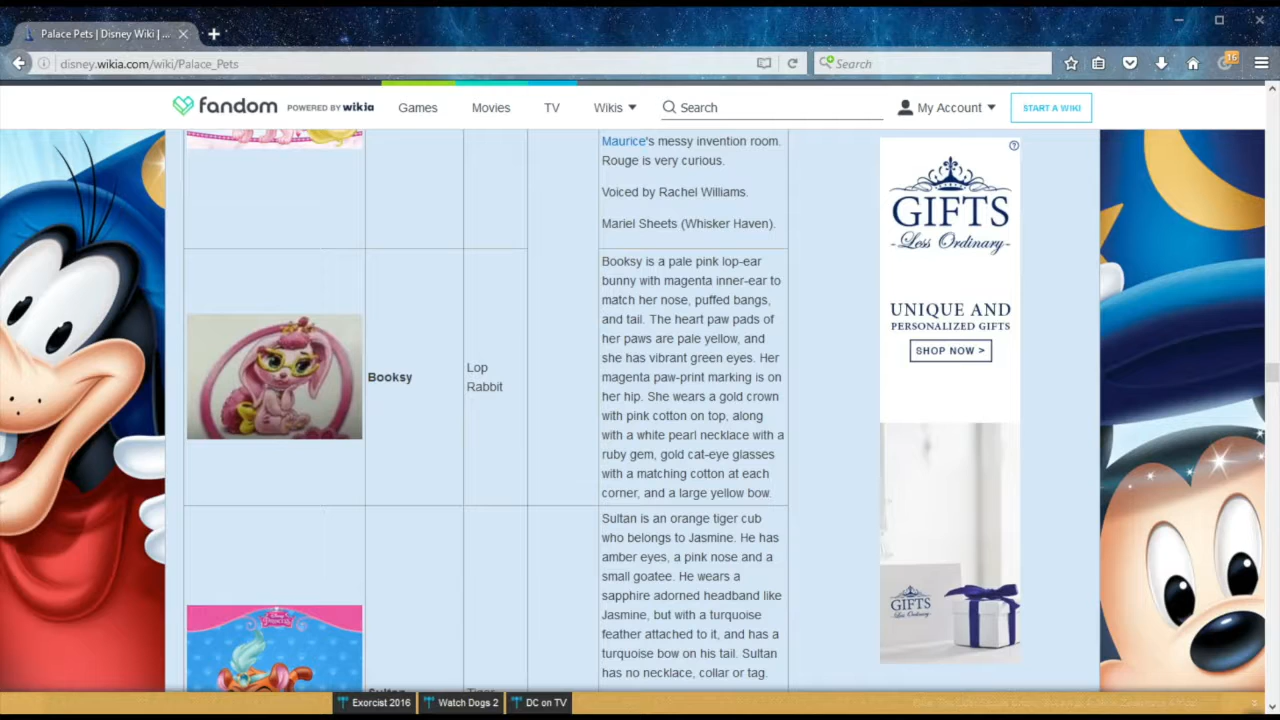 Palace Pets | Disney Wiki | ...
disney.wikia.com/wiki/Palace_Pets
Search
16
fandom POWERED BY wikia
Games Movies TV Wikis Search My Account START A WIKI
Maurice's messy invention room.
Rouge is very curious.
Voiced by Rachel Williams.
Mariel Sheets (Whisker Haven).
Booksy
Lop
Rabbit
Booksy is a pale pink lop-ear
bunny with magenta inner-ear to
match her nose, puffed bangs,
and tail. The heart paw pads of
her paws are pale yellow, and
she has vibrant green eyes. Her
magenta paw-print marking is on
her hip. She wears a gold crown
with pink cotton on top, along
with a white pearl necklace with a
ruby gem, gold cat-eye glasses
with a matching cotton at each
corner, and a large yellow bow.
Sultan is an orange tiger cub
who belongs to Jasmine. He has
amber eyes, a pink nose and a
small goatee. He wears a
sapphire adorned headband like
Jasmine, but with a turquoise
feather attached to it, and has a
turquoise bow on his tail. Sultan
has no necklace, collar or tag.
Sultan
Tiger
GIFTS
-Less Ordinary-
UNIQUE AND
PERSONALIZED GIFTS
SHOP NOW >
GIFTS
Less Ordinary
Exorcist 2016 Watch Dogs 2 DC on TV